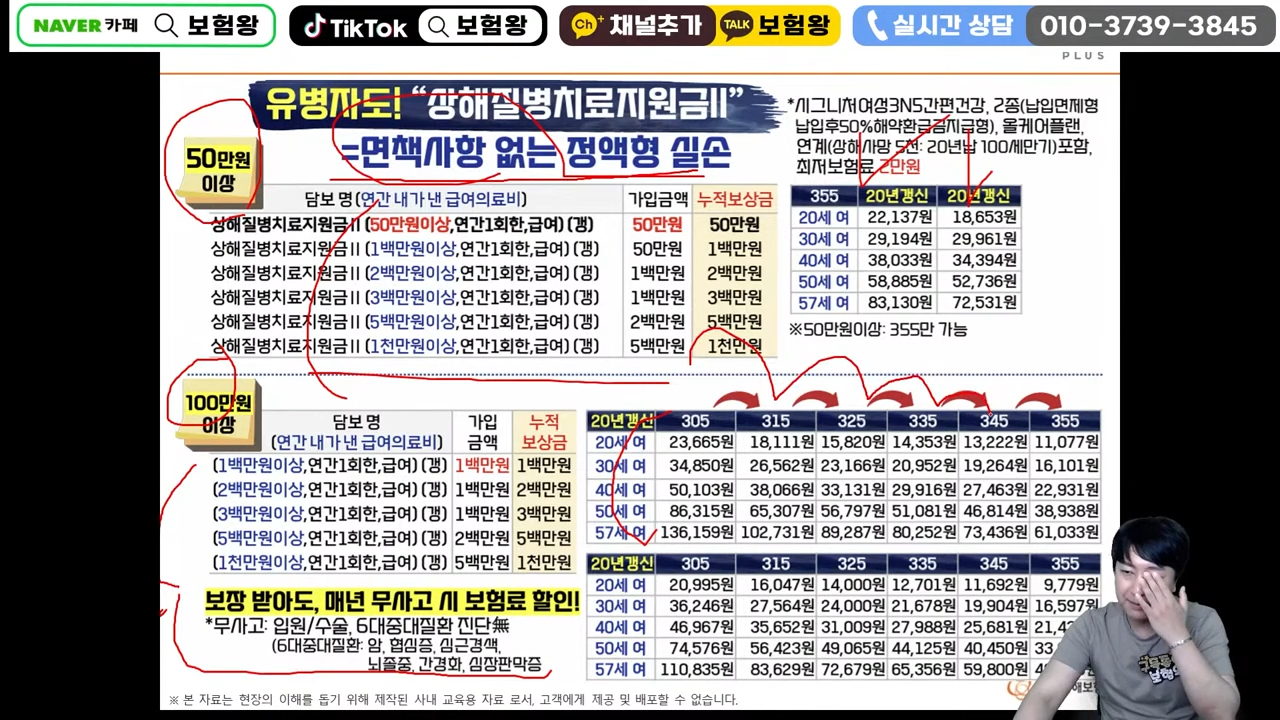 NAVER 카페 보험왕 TikTok 보험왕 Ch+ 채널추가 TALK 보험왕 실시간 상담 010-3739-3845
PLUS
유병자도! “상해질병치료지원금II”
=면책사항 없는 정액형 실손
50만원
이상
*시그니처여성3N5간편건강, 2종(납입면제형
납입후50%해약환급금지급형), 올케어플랜,
연계(상해사망 5천: 20년납 100세만기)포함,
최저보험료 2만원
담보 명(연간 내가 낸 급여의료비) 가입금액 누적보상금
상해질병치료지원금II (50만원이상,연간1회한,급여) (갱) 50만원 50만원
상해질병치료지원금II (1백만원이상,연간1회한,급여) (갱) 50만원 1백만원
상해질병치료지원금II (2백만원이상,연간1회한,급여) (갱) 1백만원 2백만원
상해질병치료지원금II (3백만원이상,연간1회한,급여) (갱) 1백만원 3백만원
상해질병치료지원금II (5백만원이상,연간1회한,급여) (갱) 2백만원 5백만원
상해질병치료지원금II (1천만원이상,연간1회한,급여) (갱) 5백만원 1천만원
355 20년갱신 20년갱신
20세 여 22,137원 18,653원
30세 여 29,194원 29,961원
40세 여 38,033원 34,394원
50세 여 58,885원 52,736원
57세 여 83,130원 72,531원
※50만원이상: 355만 가능
100만원
이상
담보 명 가입 누적
(연간 내가 낸 급여의료비) 금액 보상금
(1백만원이상,연간1회한,급여) (갱) 1백만원 1백만원
(2백만원이상,연간1회한,급여) (갱) 1백만원 2백만원
(3백만원이상,연간1회한,급여) (갱) 1백만원 3백만원
(5백만원이상,연간1회한,급여) (갱) 2백만원 5백만원
(1천만원이상,연간1회한,급여) (갱) 5백만원 1천만원
20년갱신 305 315 325 335 345 355
20세 여 23,665원 18,111원 15,820원 14,353원 13,222원 11,077원
30세 여 34,850원 26,562원 23,166원 20,952원 19,264원 16,101원
40세 여 50,103원 38,066원 33,131원 29,916원 27,463원 22,931원
50세 여 86,315원 65,307원 56,797원 51,081원 46,814원 38,938원
57세 여 136,159원 102,731원 89,287원 80,252원 73,436원 61,033원
20년갱신 305 315 325 335 345 355
20세 여 20,995원 16,047원 14,000원 12,701원 11,692원 9,779원
30세 여 36,246원 27,564원 24,000원 21,678원 19,904원 16,597원
40세 여 46,967원 35,652원 31,009원 27,988원 25,681원
50세 여 74,576원 56,423원 49,065원 44,125원 40,450원
57세 여 110,835원 83,629원 72,679원 65,356원 59,800원
보장 받아도, 매년 무사고 시 보험료 할인!
*무사고: 입원/수술, 6대중대질환 진단無
(6대중대질환: 암, 협심증, 심근경색,
뇌졸중, 간경화, 심장판막증
※ 본 자료는 현장의 이해를 돕기 위해 제작된 사내 교육용 자료 로서, 고객에게 제공 및 배포할 수 없습니다.